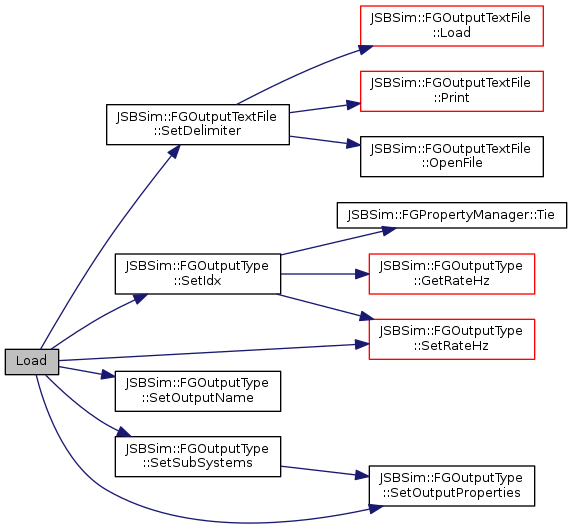 JSBSim::FGOutputTextFile
::Load
JSBSim::FGOutputTextFile
::Print
JSBSim::FGOutputTextFile
::SetDelimiter
JSBSim::FGOutputTextFile
::OpenFile
JSBSim::FGPropertyManager::Tie
JSBSim::FGOutputType
::SetIdx
JSBSim::FGOutputType
::GetRateHz
JSBSim::FGOutputType
::SetRateHz
Load
JSBSim::FGOutputType
::SetOutputName
JSBSim::FGOutputType
::SetSubSystems
JSBSim::FGOutputType
::SetOutputProperties